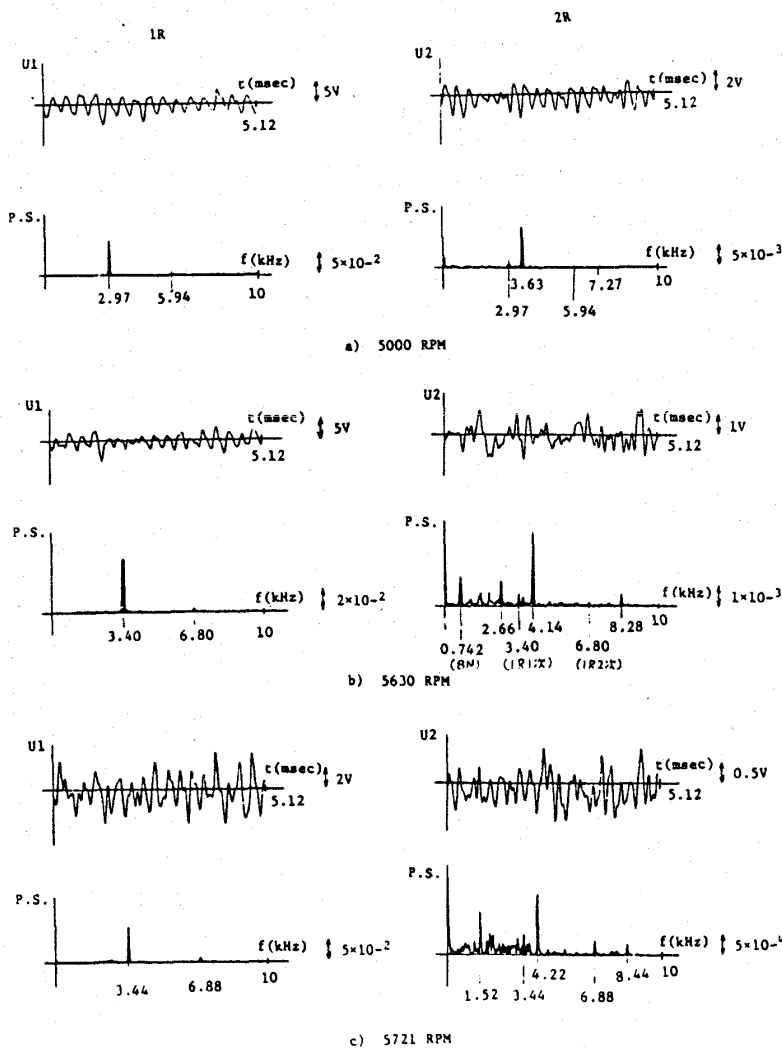 1R
2R
U1
t(msec)
5V
5.12
U2
t(msec)
2V
5.12
P.S.
f(kHz)
5×10-2
2.97
5.94
10
P.S.
f(kHz)
5×10-3
3.63
7.27
10
2.97
5.94
a) 5000 RPM
U1
t(msec)
5V
5.12
U2
t(msec)
1V
5.12
P.S.
f(kHz)
2×10-2
3.40
6.80
10
P.S.
f(kHz)
1×10-3
2.66
4.14
8.28
10
0.742
3.40
6.80
(8N)
b) 5630 RPM
U1
t(msec)
2V
5.12
U2
t(msec)
0.5V
5.12
P.S.
f(kHz)
5×10-2
3.44
6.88
10
P.S.
f(kHz)
5×10-4
4.22
8.44
10
1.52
3.44
6.88
c) 5721 RPM